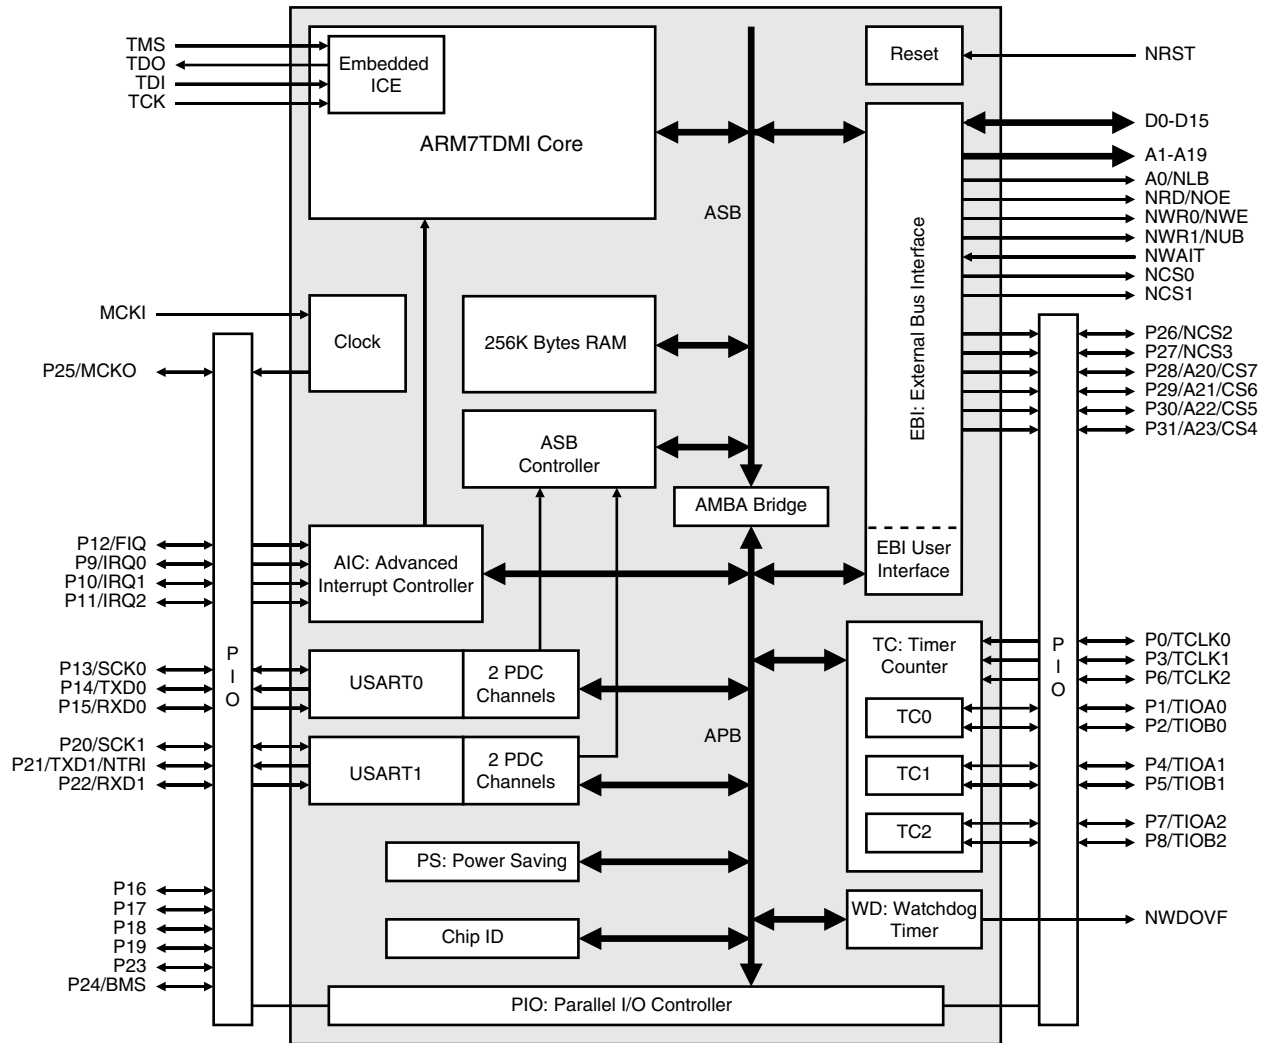 TMS
TDO
TDI
TCK
Embedded
ICE
ARM7TDMI Core
Reset
NRST
D0-D15
A1-A19
A0/NLB
NRD/NOE
NWR0/NWE
NWR1/NUB
NWAIT
NCS0
NCS1
ASB
EBI: External Bus Interface
MCKI
Clock
256K Bytes RAM
P25/MCKO
P26/NCS2
P27/NCS3
P28/A20/CS7
P29/A21/CS6
P30/A22/CS5
P31/A23/CS4
ASB
Controller
AMBA Bridge
EBI User
Interface
P12/FIQ
P9/IRQ0
P10/IRQ1
P11/IRQ2
AIC: Advanced
Interrupt Controller
P
I
O
P13/SCK0
P14/TXD0
P15/RXD0
USART0
2 PDC
Channels
P20/SCK1
P21/TXD1/NTRI
P22/RXD1
USART1
2 PDC
Channels
APB
TC: Timer
Counter
TC0
TC1
TC2
P
I
O
P0/TCLK0
P3/TCLK1
P6/TCLK2
P1/TIOA0
P2/TIOB0
P4/TIOA1
P5/TIOB1
P7/TIOA2
P8/TIOB2
PS: Power Saving
P16
P17
P18
P19
P23
P24/BMS
Chip ID
WD: Watchdog
Timer
NWDOVF
PIO: Parallel I/O Controller